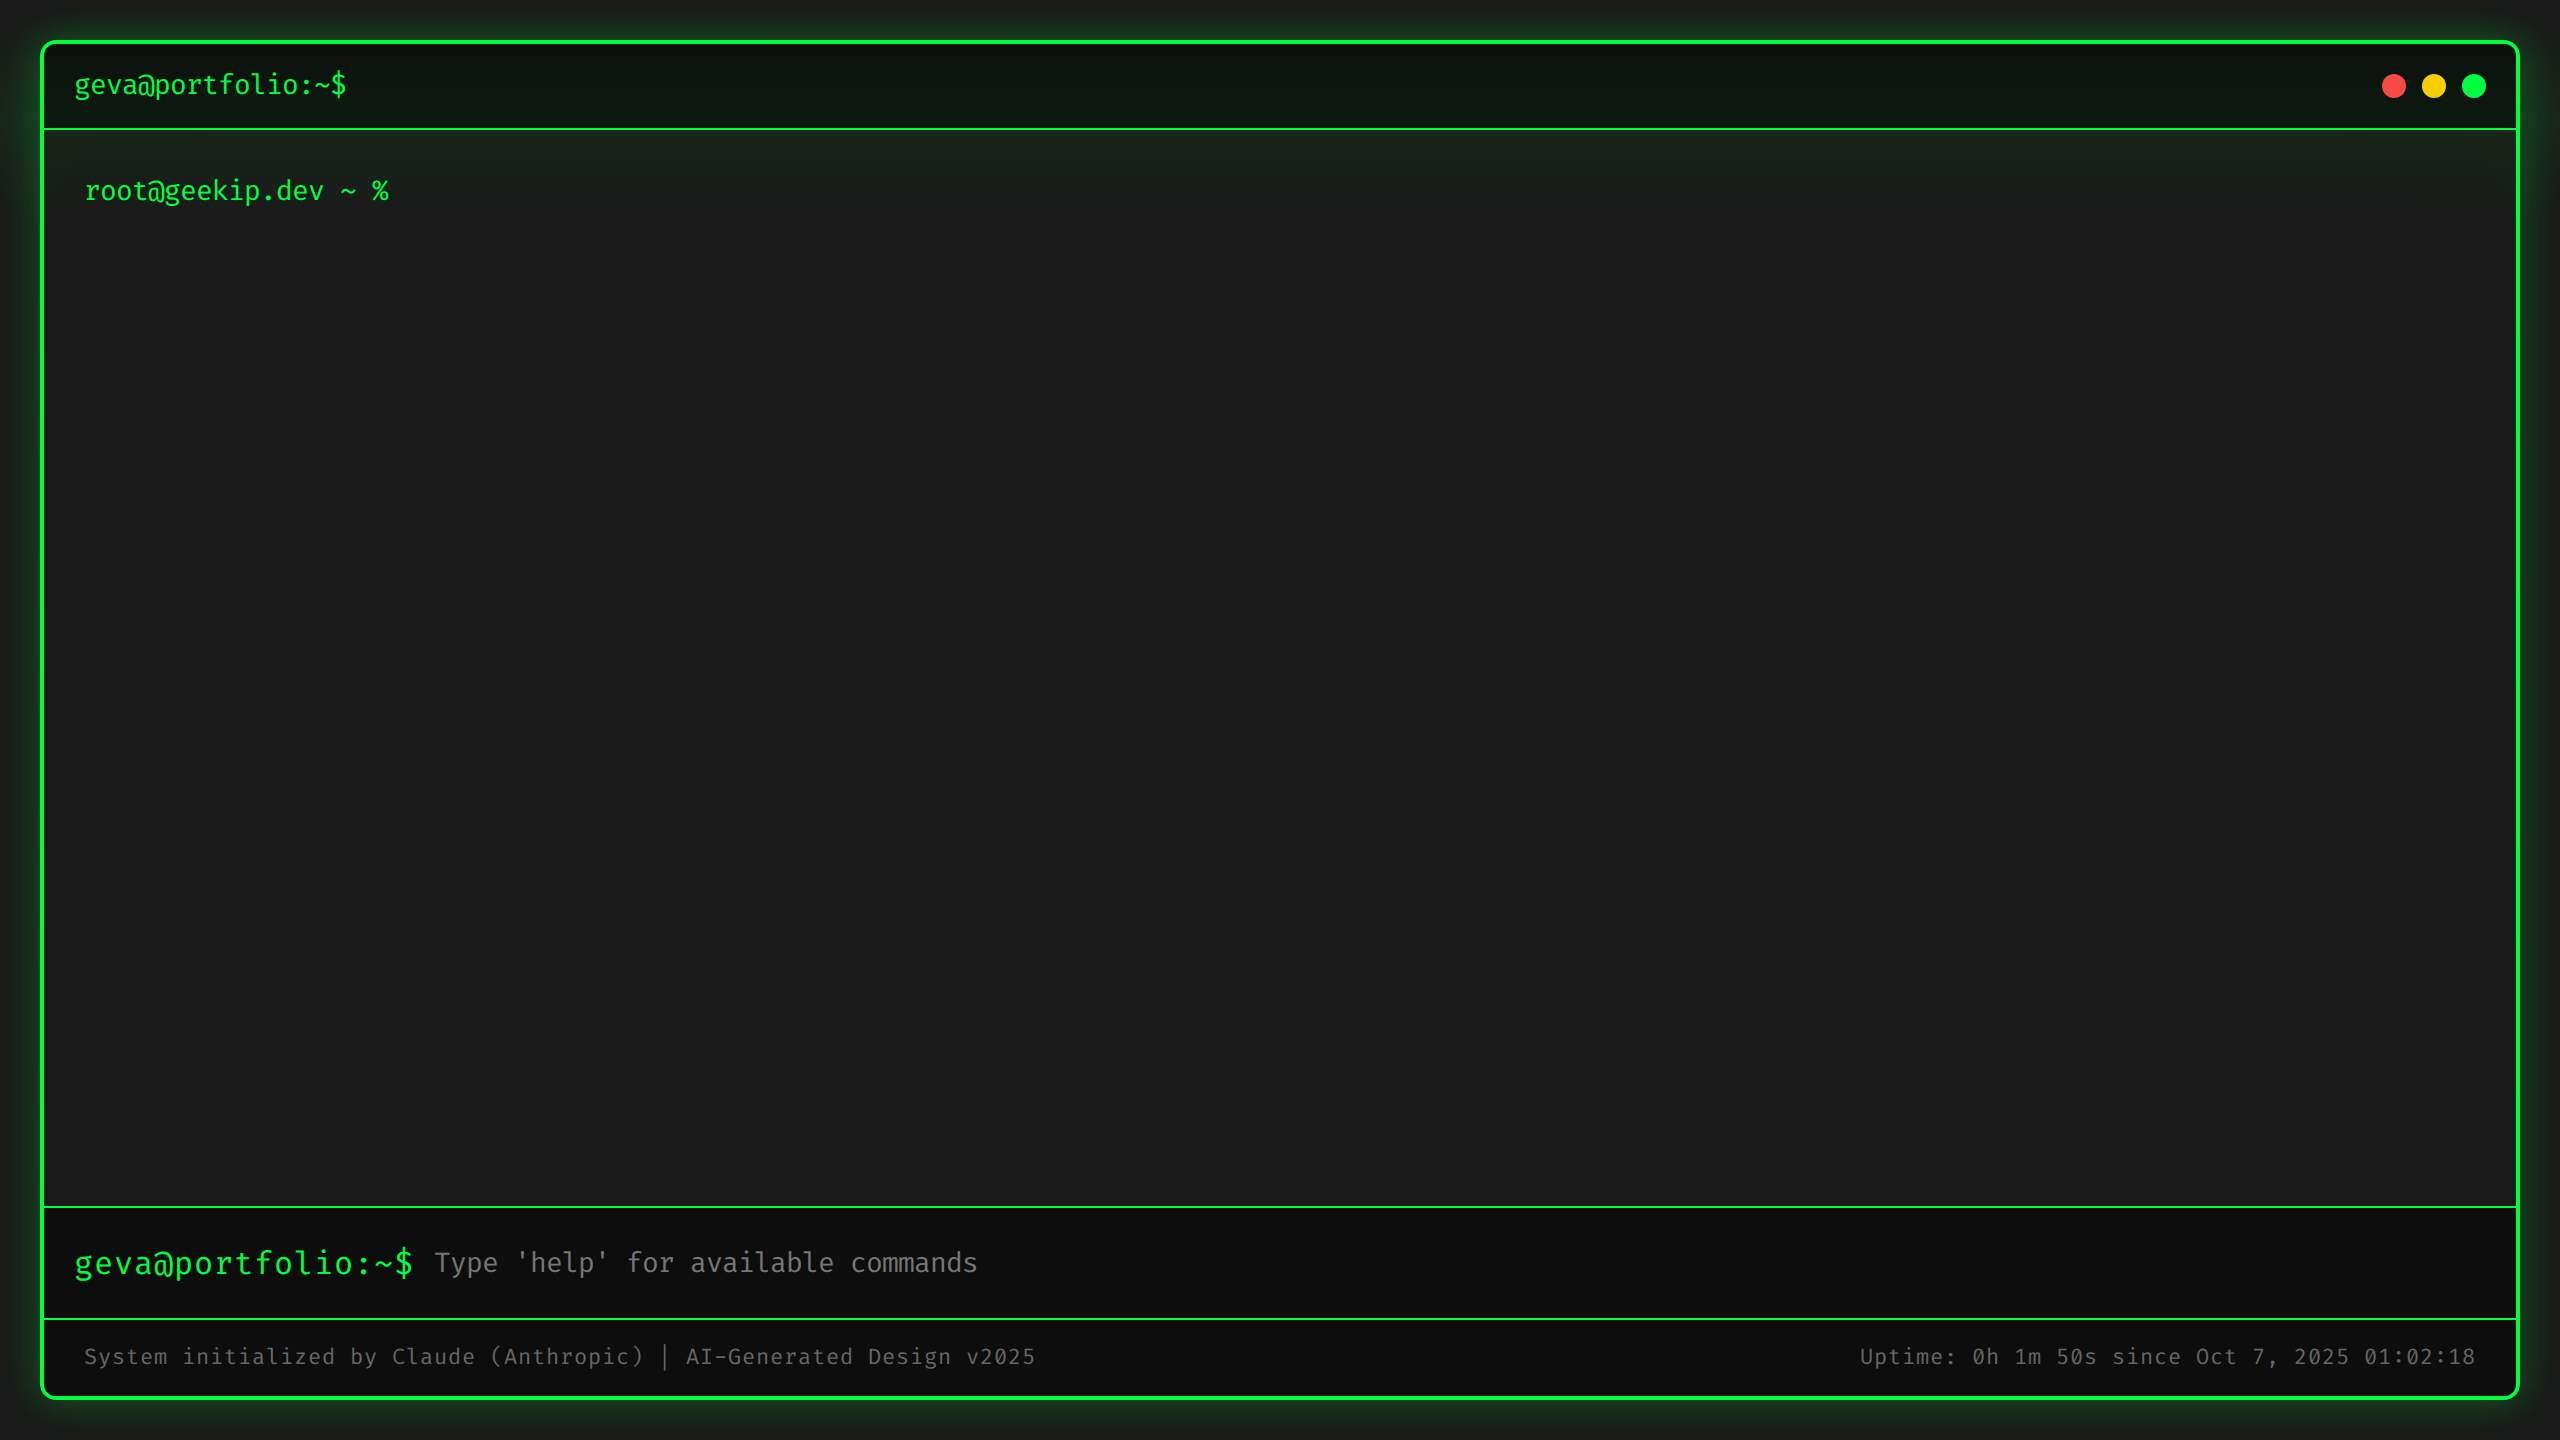 geva@portfolio:~$
root@geekip.dev ~ %
geva@portfolio:~$ Type 'help' for available commands
System initialized by Claude (Anthropic) | AI-Generated Design v2025
Uptime: 0h 1m 50s since Oct 7, 2025 01:02:18